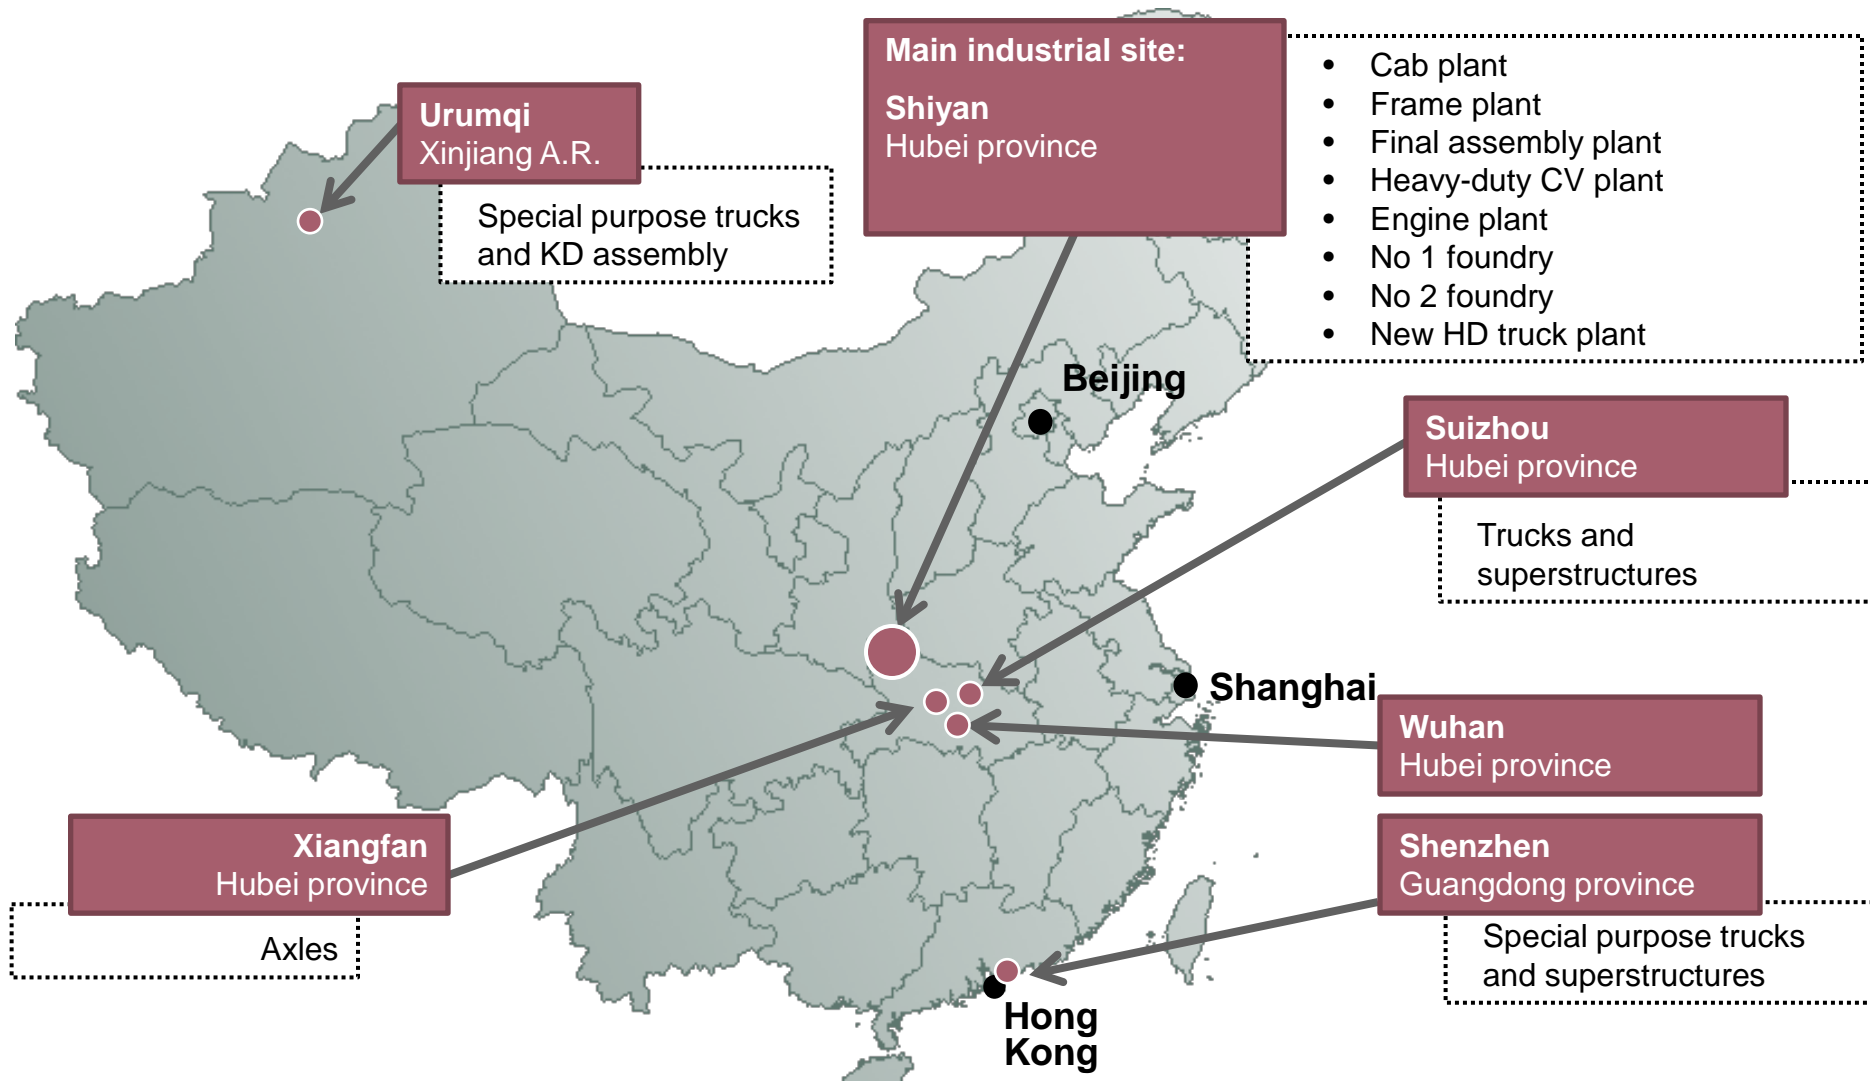 Main industrial site:
Shiyan
Hubei province
• Cab plant
• Frame plant
• Final assembly plant
• Heavy-duty CV plant
• Engine plant
• No 1 foundry
• No 2 foundry
• New HD truck plant
Urumqi
Xinjiang A.R.
Special purpose trucks
and KD assembly
Beijing
Suizhou
Hubei province
Trucks and
superstructures
Shanghai
Wuhan
Hubei province
Xiangfan
Hubei province
Axles
Shenzhen
Guangdong province
Special purpose trucks
and superstructures
Hong
Kong